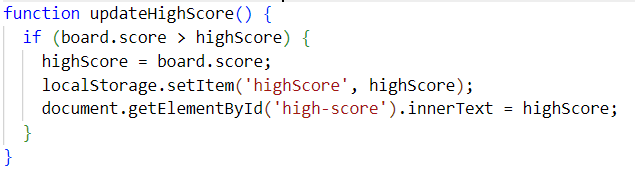 function updateHighScore() {
  if (board.score > highScore) {
    highScore = board.score;
    localStorage.setItem('highScore', highScore);
    document.getElementById('high-score').innerText = highScore;
  }
}